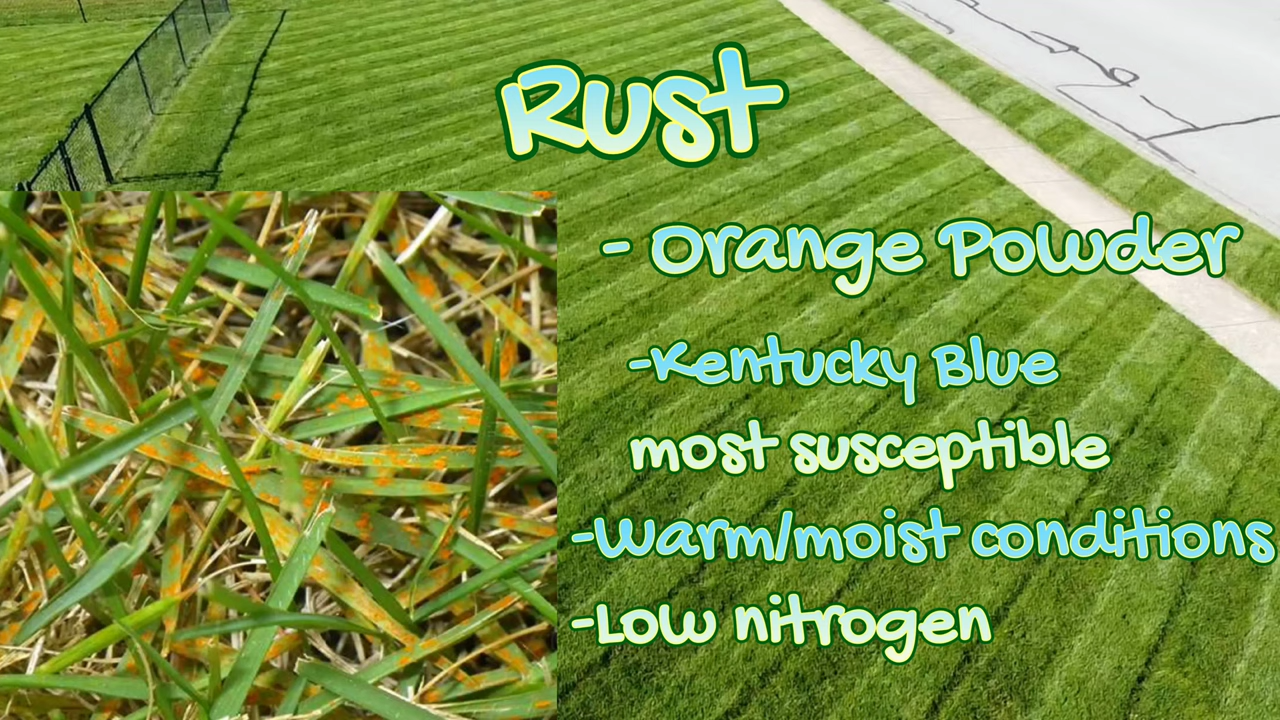 Rust
- Orange Powder
-Kentucky Blue
most susceptible
-Warm/moist conditions
-Low nitrogen